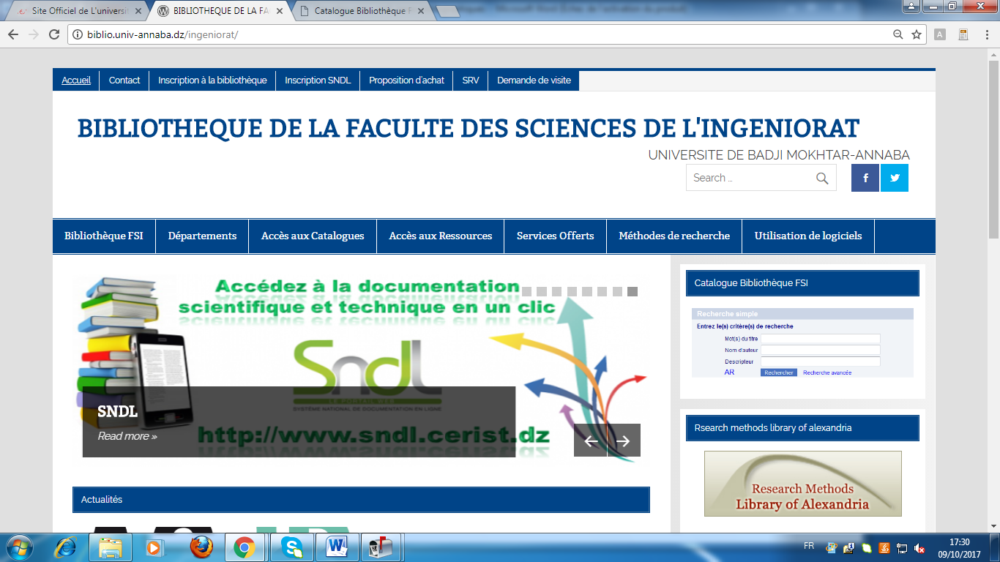 Site Officiel de L'universi
BIBLIOTHEQUE DE LA FA
Catalogue Bibliothèque F
biblio.univ-annaba.dz/ingeniorat/
Accueil Contact Inscription à la bibliothèque Inscription SNDL Proposition d'achat SRV Demande de visite
BIBLIOTHEQUE DE LA FACULTE DES SCIENCES DE L'INGENIORAT
UNIVERSITE DE BADJI MOKHTAR-ANNABA
Search …
Bibliothèque FSI Départements Accès aux Catalogues Accès aux Ressources Services Offerts Méthodes de recherche Utilisation de logiciels
Accédez à la documentation
scientifique et technique en un clic
Sndl
LE PORTAIL WEB
SYSTÈME NATIONAL DE DOCUMENTATION EN LIGNE
SNDL
Read more »
http://www.sndl.cerist.dz
Actualités
Catalogue Bibliothèque FSI
Recherche simple
Entrez le(s) critère(s) de recherche
Mot(s) du titre
Nom d'auteur
Descripteur
AR Rechercher Recherche avancée
Rsearch methods library of alexandria
Research Methods
Library of Alexandria
FR
17:30
09/10/2017